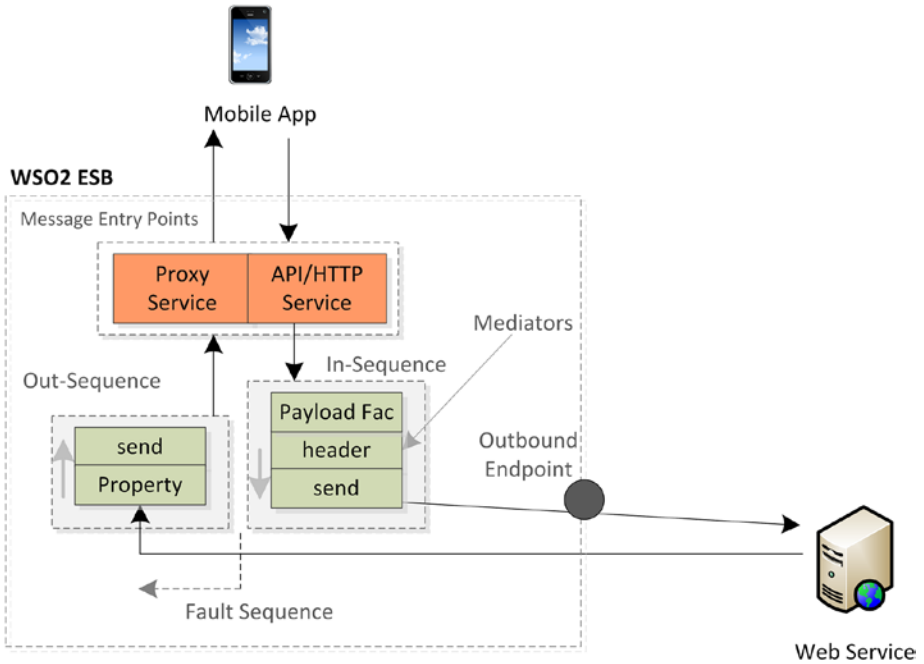 Mobile App
WSO2 ESB
Message Entry Points
Proxy
Service
API/HTTP
Service
Mediators
In-Sequence
Out-Sequence
Payload Fac
header
send
send
Property
Outbound
Endpoint
Fault Sequence
Web Service